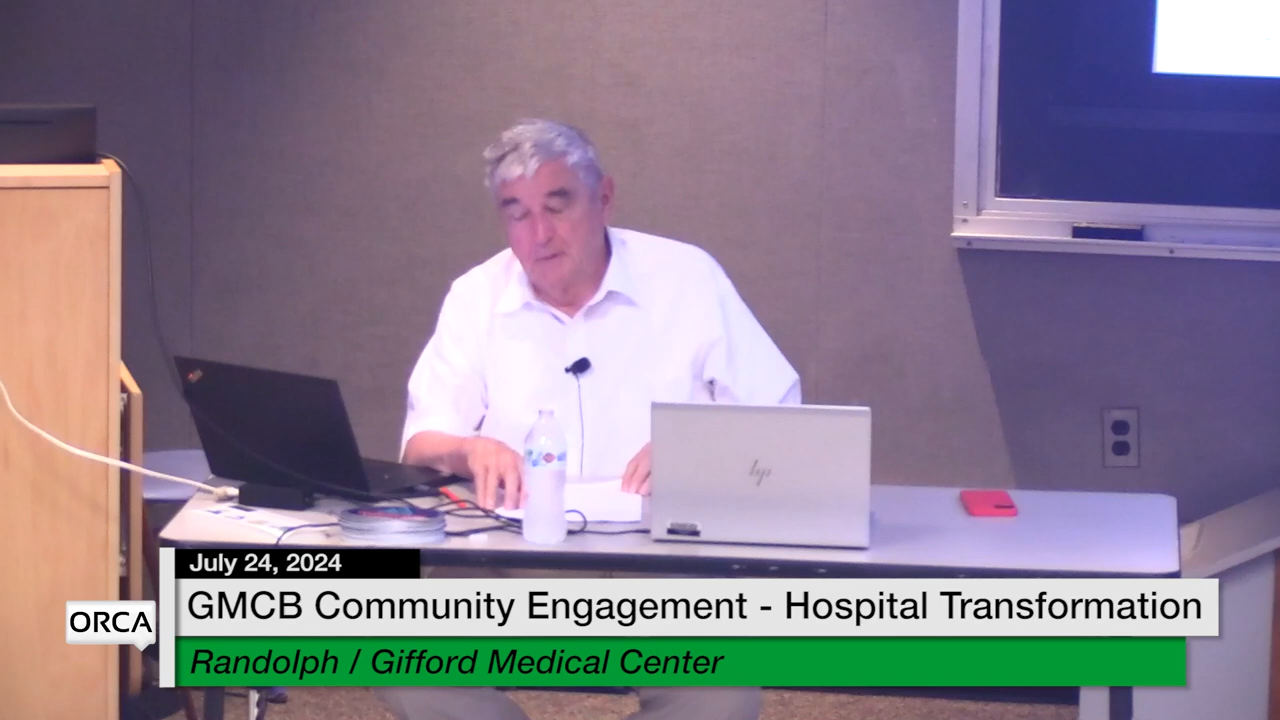 hp
July 24, 2024
GMCB Community Engagement - Hospital Transformation
ORCA
Randolph / Gifford Medical Center